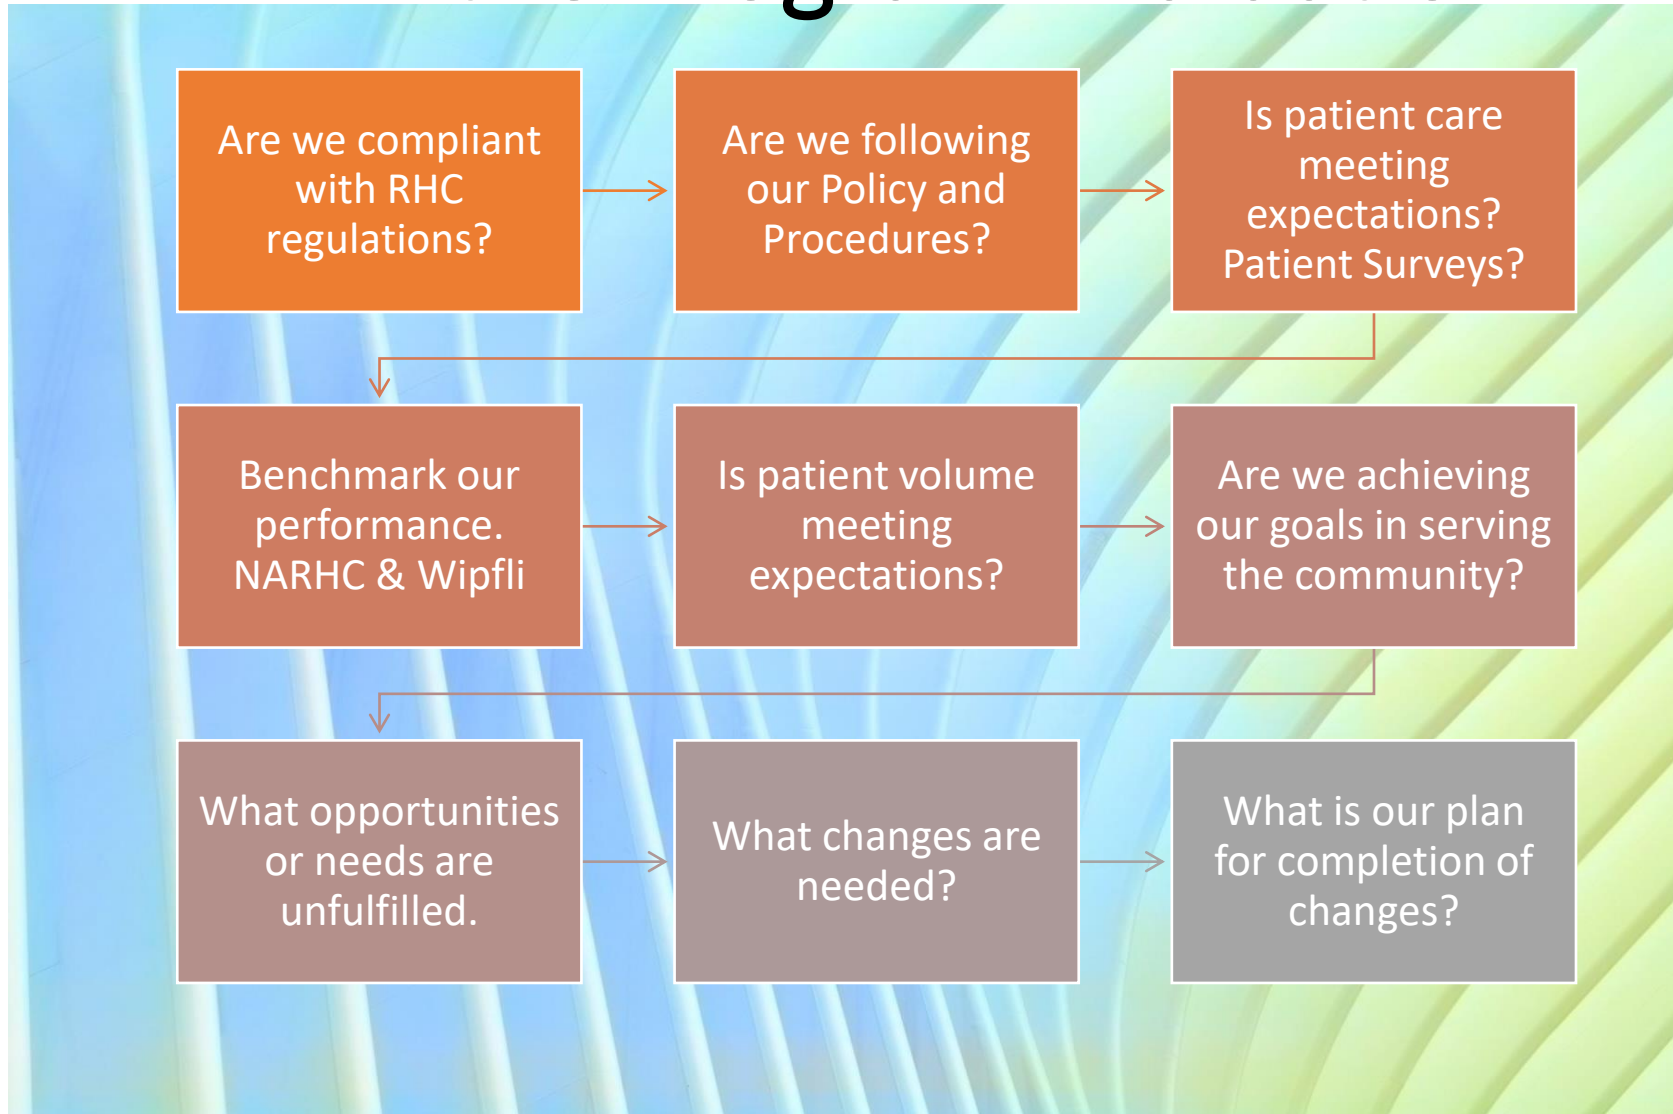 Are we compliant
with RHC
regulations?
Are we following
our Policy and
Procedures?
Is patient care
meeting
expectations?
Patient Surveys?
Benchmark our
performance.
NARHC & Wipfli
Is patient volume
meeting
expectations?
Are we achieving
our goals in serving
the community?
What opportunities
or needs are
unfulfilled.
What changes are
needed?
What is our plan
for completion of
changes?